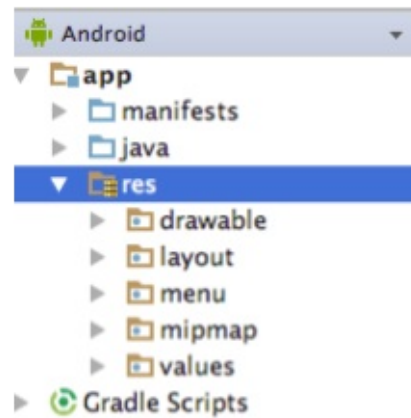 Android
app
manifests
java
res
drawable
layout
menu
mipmap
values
Gradle Scripts